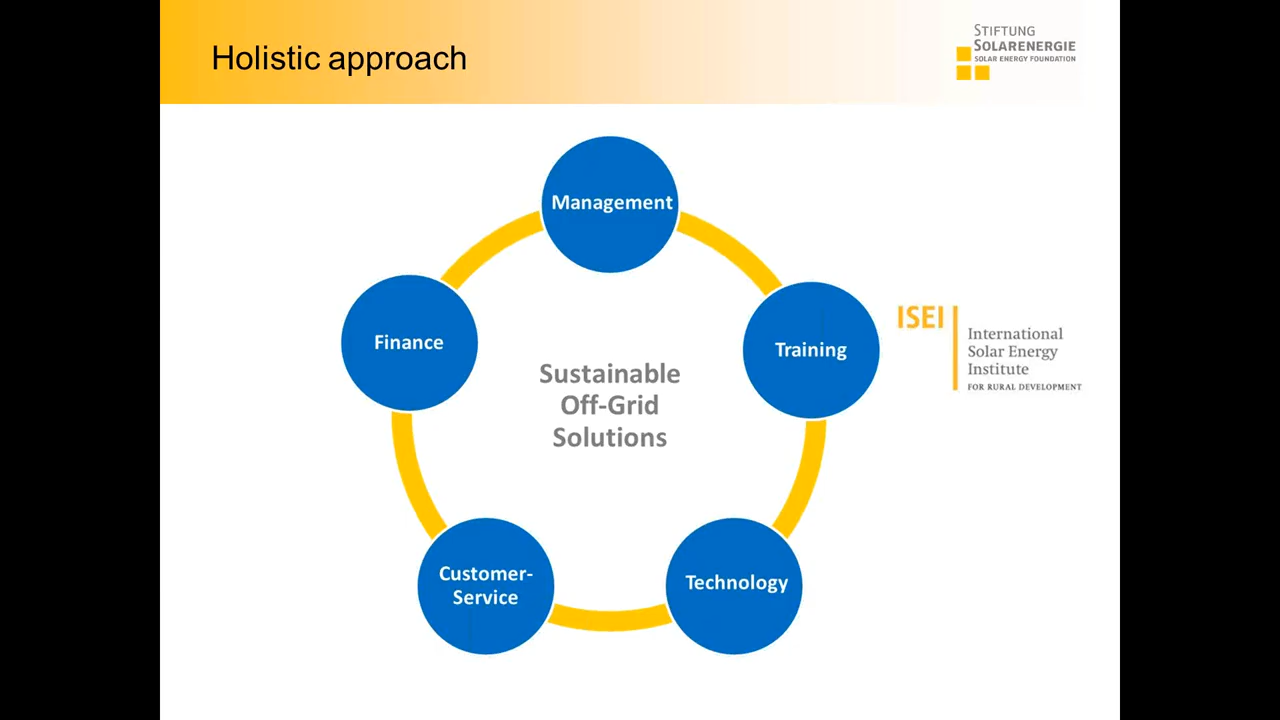 Holistic approach
STIFTUNG
SOLARENERGIE
SOLAR ENERGY FOUNDATION
Management
Finance
Training
ISEI
International
Solar Energy
Institute
FOR RURAL DEVELOPMENT
Sustainable
Off-Grid
Solutions
Customer-
Service
Technology